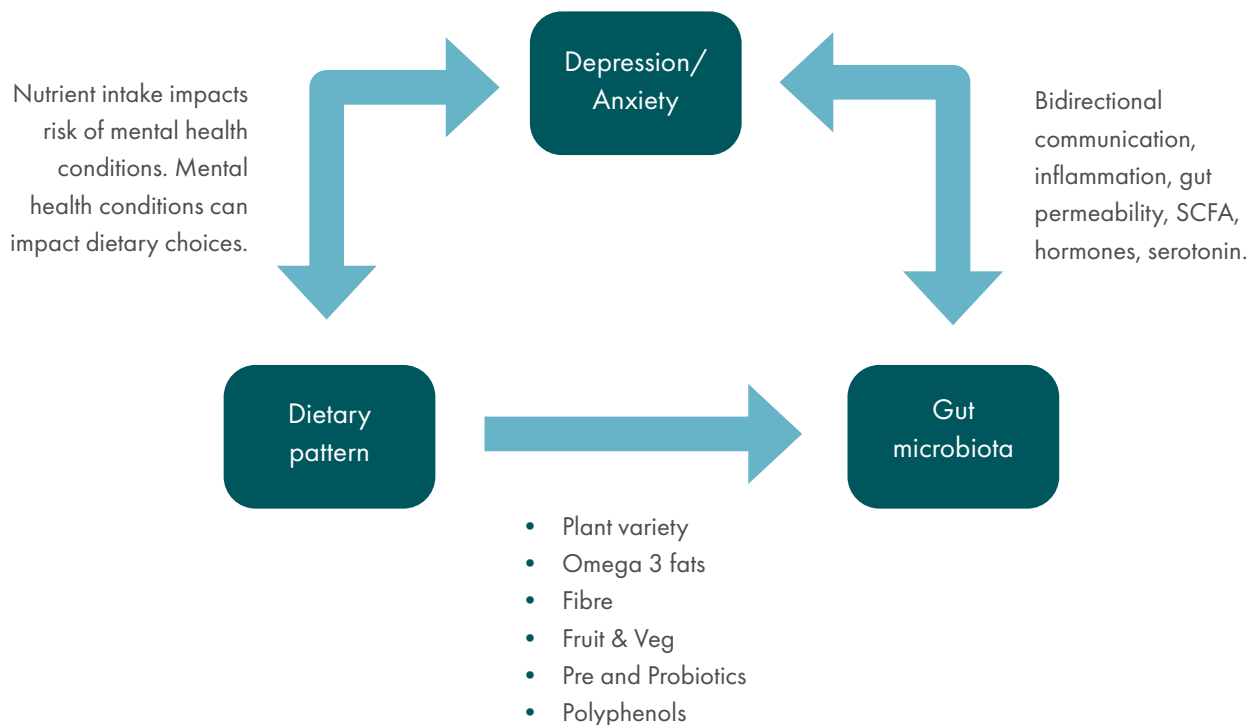 Depression/
Anxiety
Nutrient intake impacts
risk of mental health
conditions. Mental
health conditions can
impact dietary choices.
Bidirectional
communication,
inflammation, gut
permeability, SCFA,
hormones, serotonin.
Dietary
pattern
Gut
microbiota
• Plant variety
• Omega 3 fats
• Fibre
• Fruit & Veg
• Pre and Probiotics
• Polyphenols